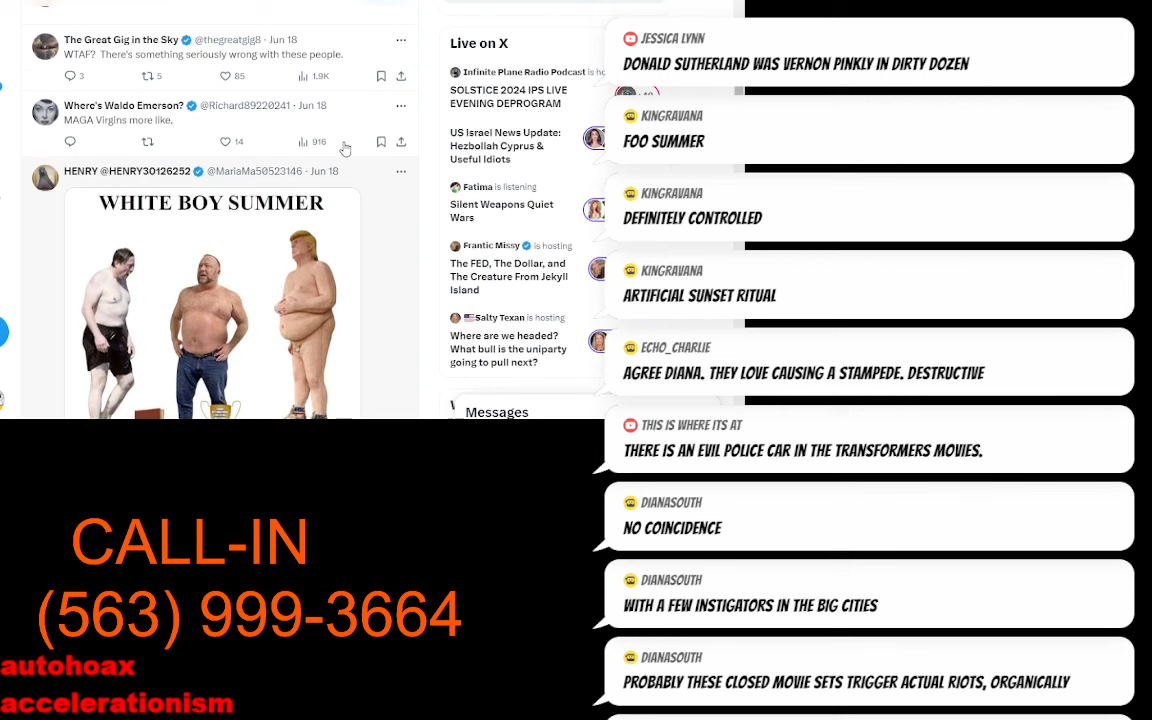 The Great Gig in the Sky @thegreatgig8 · Jun 18
WTAF? There's something seriously wrong with these people.
3 5 85 1.9K
Where's Waldo Emerson? @Richard89220241 · Jun 18
MAGA Virgins more like.
14 916
HENRY @HENRY30126252 @MariaMa50523146 · Jun 18
WHITE BOY SUMMER
Live on X
Infinite Plane Radio Podcast is ho
SOLSTICE 2024 IPS LIVE
EVENING DEPROGRAM
US Israel News Update:
Hezbollah Cyprus &
Useful Idiots
Fatima is listening
Silent Weapons Quiet
Wars
Frantic Missy is hosting
The FED, The Dollar, and
The Creature From Jekyll
Island
Salty Texan is hosting
Where are we headed?
What bull is the uniparty
going to pull next?
Messages
JESSICA LYNN
DONALD SUTHERLAND WAS VERNON PINKLY IN DIRTY DOZEN
KINGRAVANA
FOO SUMMER
KINGRAVANA
DEFINITELY CONTROLLED
KINGRAVANA
ARTIFICIAL SUNSET RITUAL
ECHO_CHARLIE
AGREE DIANA. THEY LOVE CAUSING A STAMPEDE. DESTRUCTIVE
THIS IS WHERE ITS AT
THERE IS AN EVIL POLICE CAR IN THE TRANSFORMERS MOVIES.
DIANASOUTH
NO COINCIDENCE
DIANASOUTH
WITH A FEW INSTIGATORS IN THE BIG CITIES
DIANASOUTH
PROBABLY THESE CLOSED MOVIE SETS TRIGGER ACTUAL RIOTS, ORGANICALLY
CALL-IN
(563) 999-3664
autohoax
accelerationism